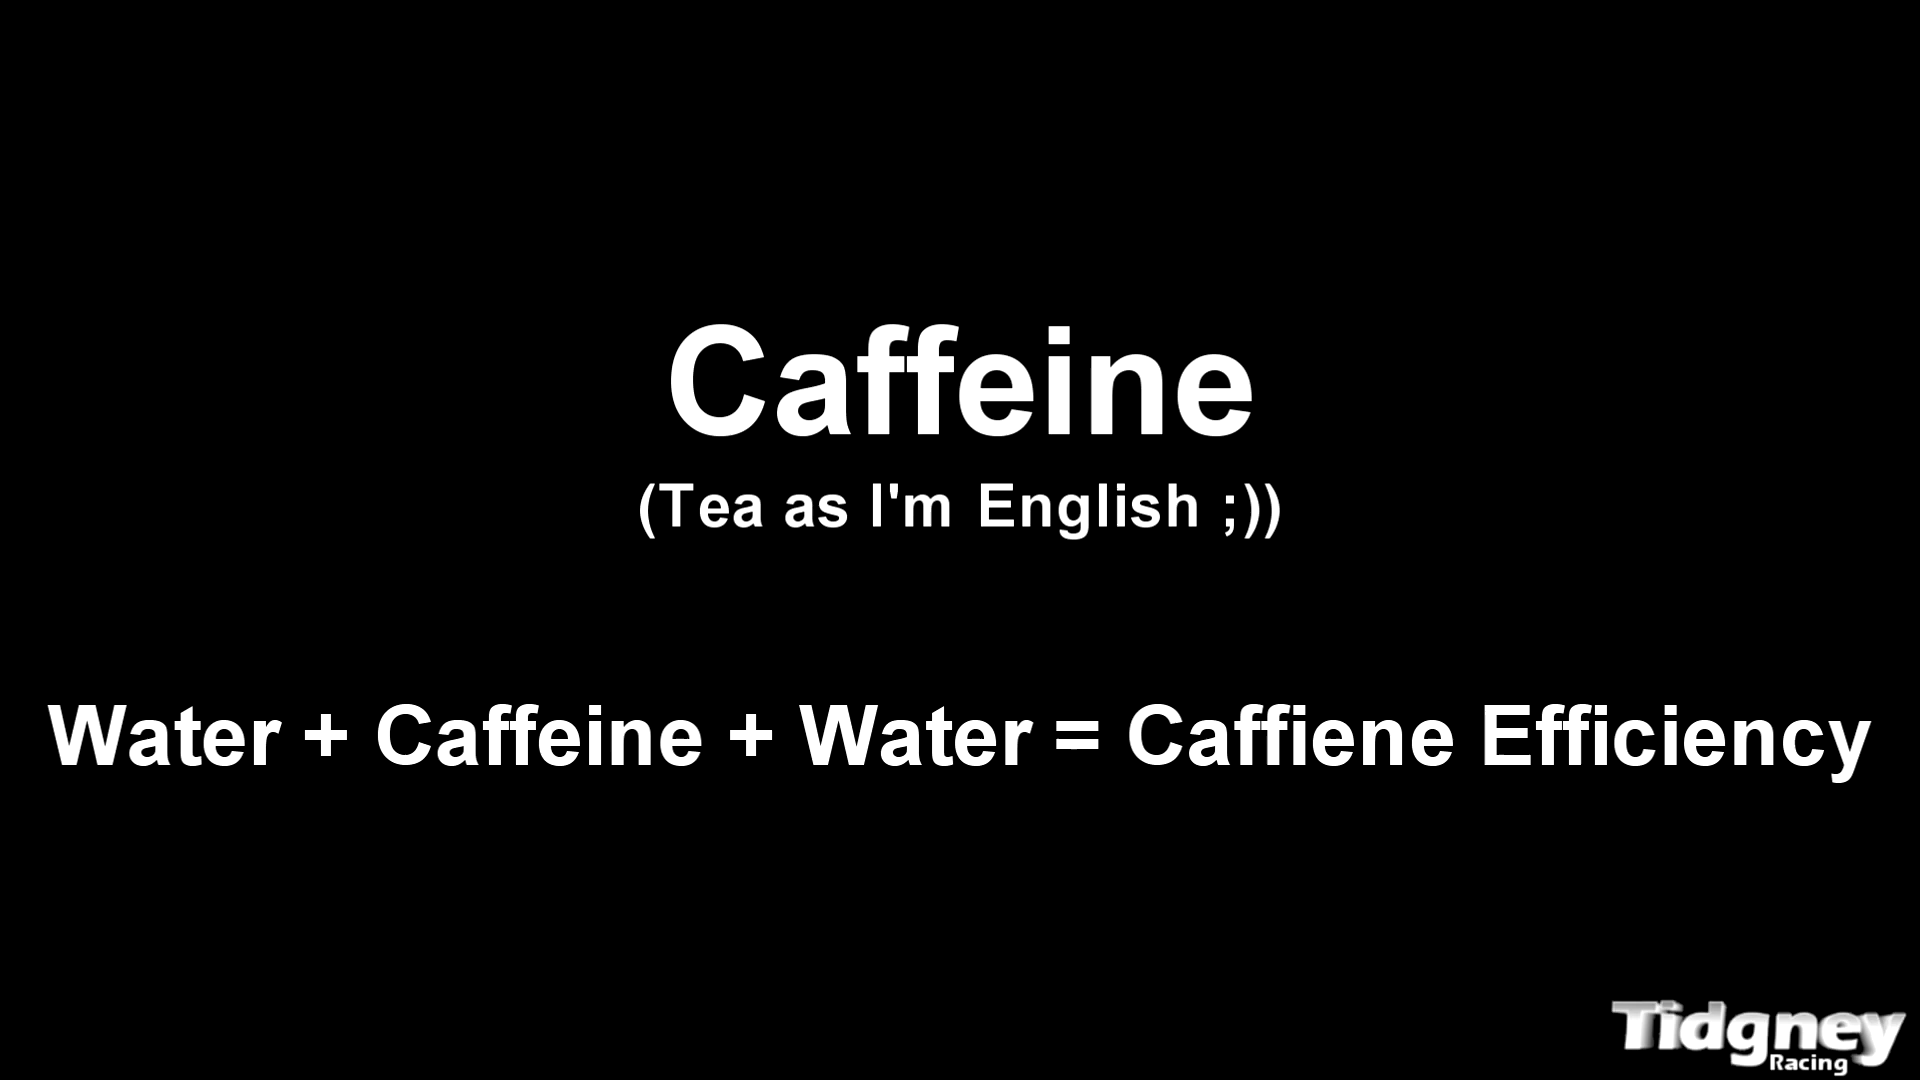 Caffeine
(Tea as I'm English ;))
Water + Caffeine + Water = Caffiene Efficiency
Tidgney
Racing